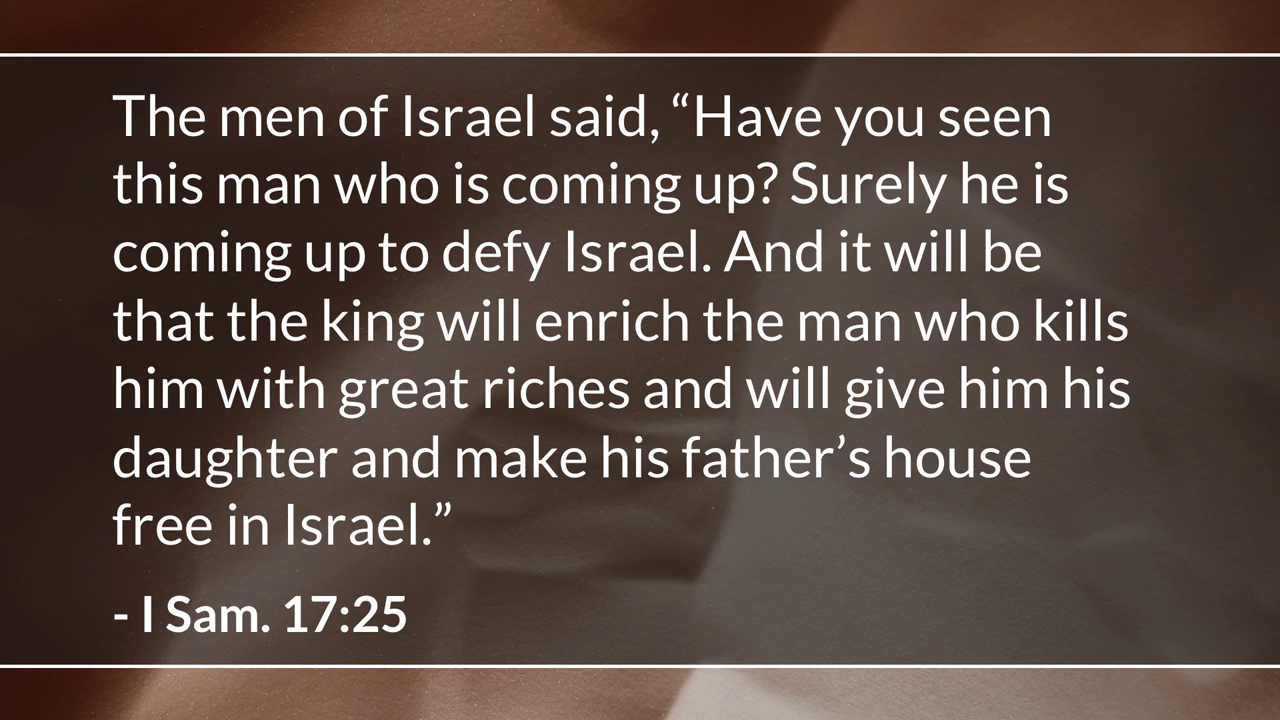 The men of Israel said, “Have you seen
this man who is coming up? Surely he is
coming up to defy Israel. And it will be
that the king will enrich the man who kills
him with great riches and will give him his
daughter and make his father’s house
free in Israel.”
- I Sam. 17:25